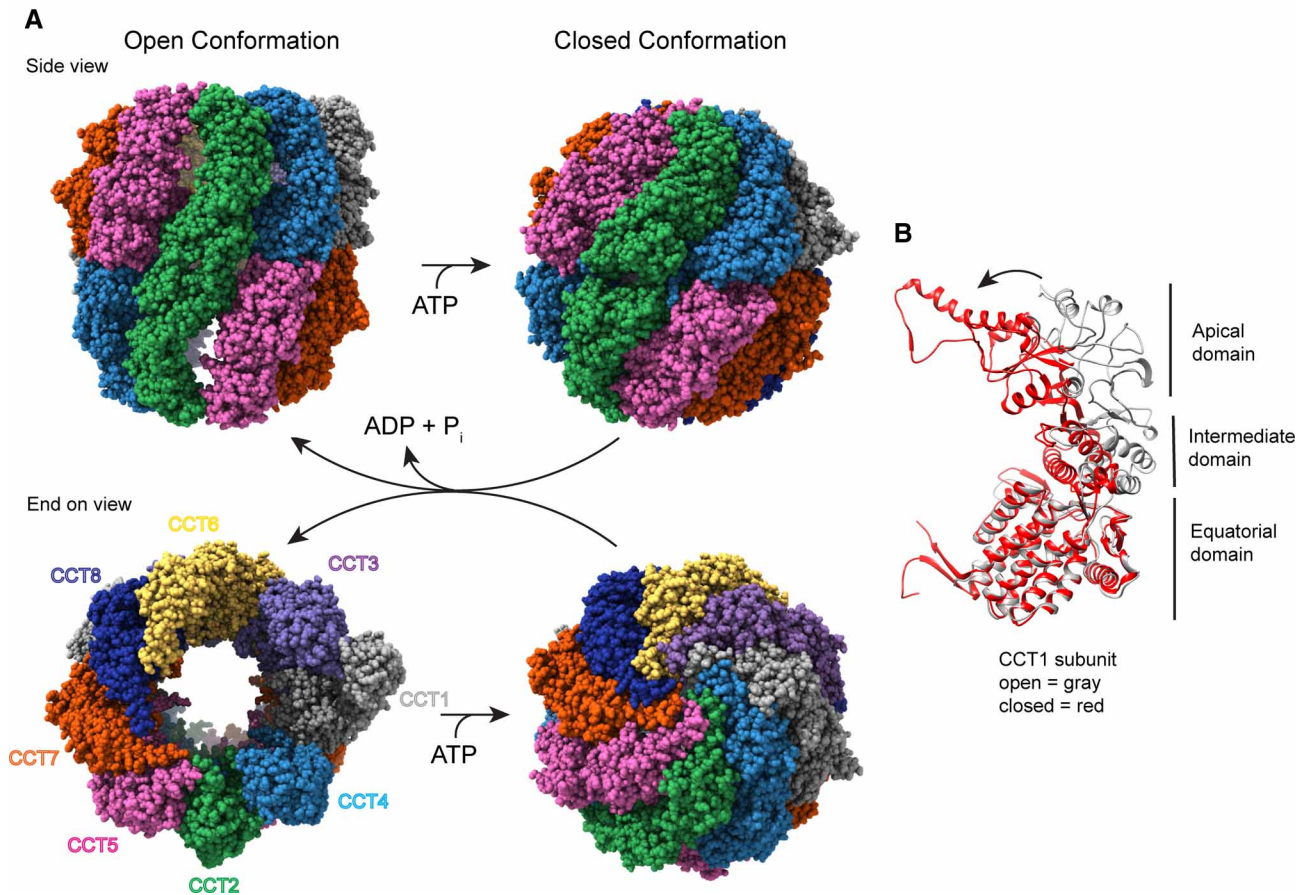 A
Open Conformation
Closed Conformation
Side view
ATP
ADP + Pi
B
Apical
domain
Intermediate
domain
Equatorial
domain
CCT1 subunit
open = gray
closed = red
End on view
CCT6
CCT8
CCT3
CCT1
CCT7
ATP
CCT4
CCT5
CCT2